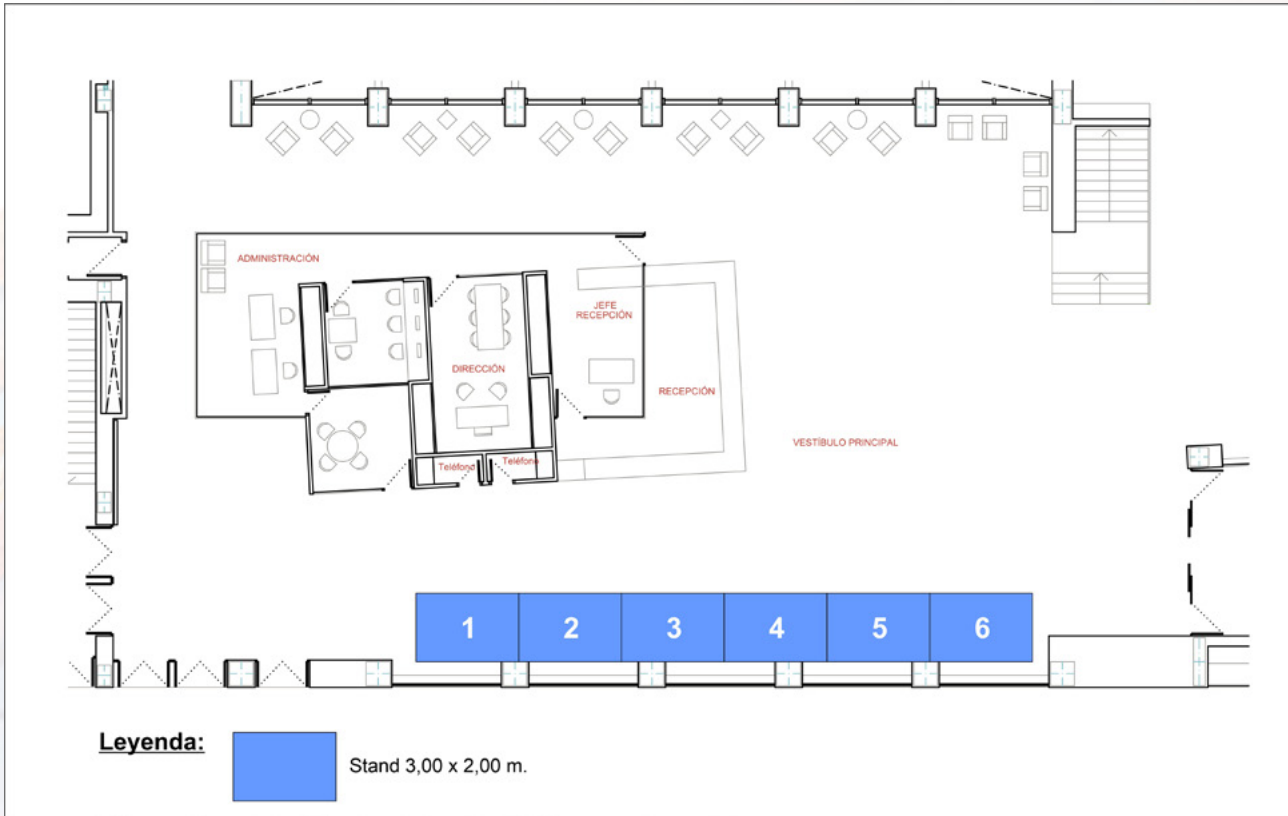 ADMINISTRACIÓN
JEFE
RECEPCIÓN
DIRECCIÓN
RECEPCIÓN
VESTÍBULO PRINCIPAL
Teléfono
Teléfono
1
2
3
4
5
6
Leyenda:
Stand 3,00 x 2,00 m.